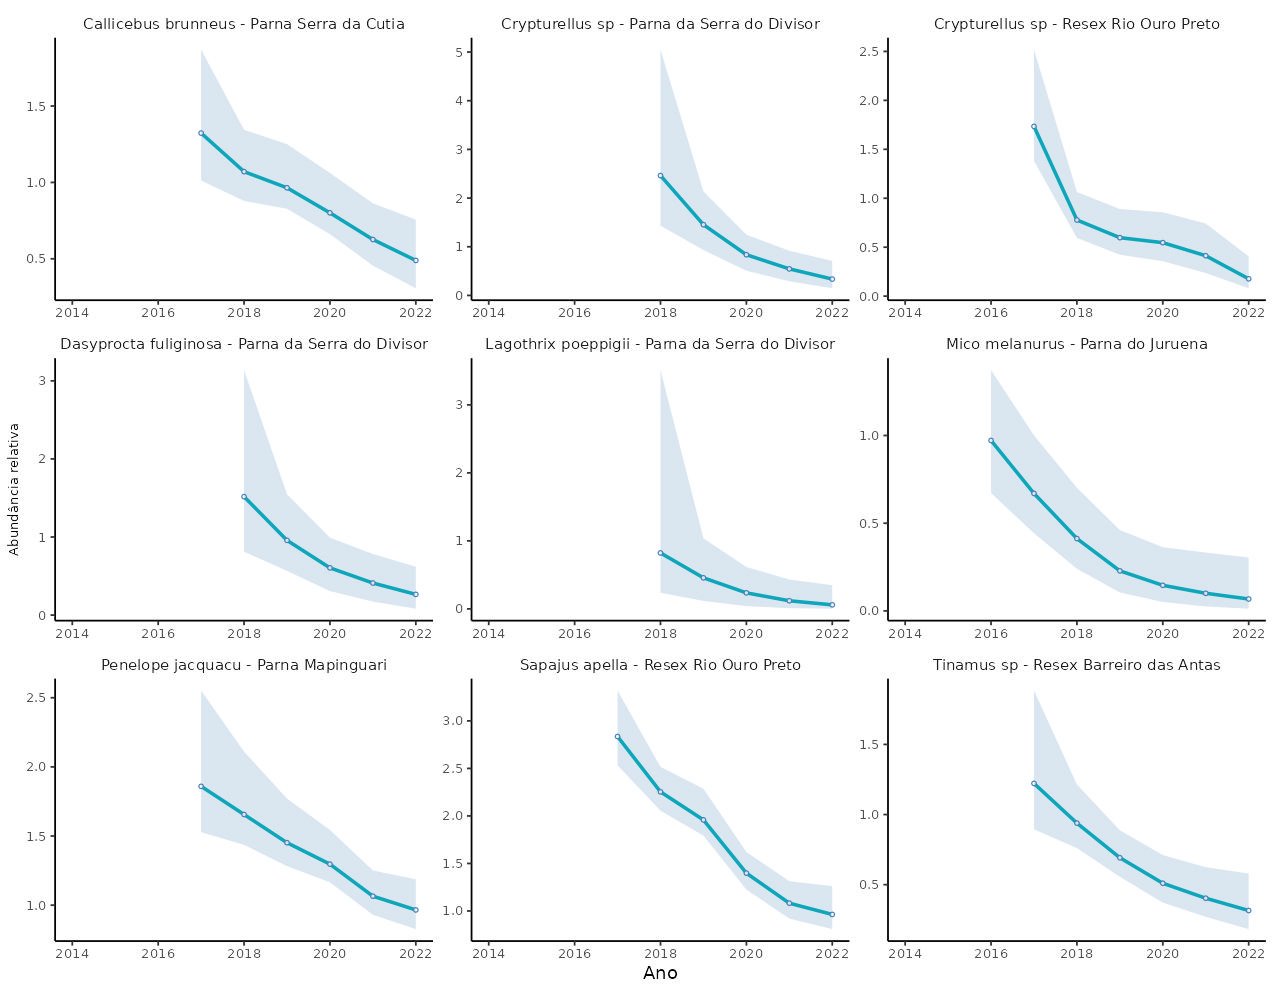 Callicebus brunneus - Parna Serra da Cutia
Crypturellus sp - Parna da Serra do Divisor
Crypturellus sp - Resex Rio Ouro Preto
1.5
1.0
0.5
2014 2016 2018 2020 2022
5
4
3
2
1
0
2014 2016 2018 2020 2022
2.5
2.0
1.5
1.0
0.5
0.0
2014 2016 2018 2020 2022
Dasyprocta fuliginosa - Parna da Serra do Divisor
Lagothrix poeppigii - Parna da Serra do Divisor
Mico melanurus - Parna do Juruena
Abundância relativa
3
2
1
0
2014 2016 2018 2020 2022
3
2
1
0
2014 2016 2018 2020 2022
1.0
0.5
0.0
2014 2016 2018 2020 2022
Penelope jacquacu - Parna Mapinguari
Sapajus apella - Resex Rio Ouro Preto
Tinamus sp - Resex Barreiro das Antas
2.5
2.0
1.5
1.0
2014 2016 2018 2020 2022
3.0
2.5
2.0
1.5
1.0
2014 2016 2018 2020 2022
1.5
1.0
0.5
2014 2016 2018 2020 2022
Ano